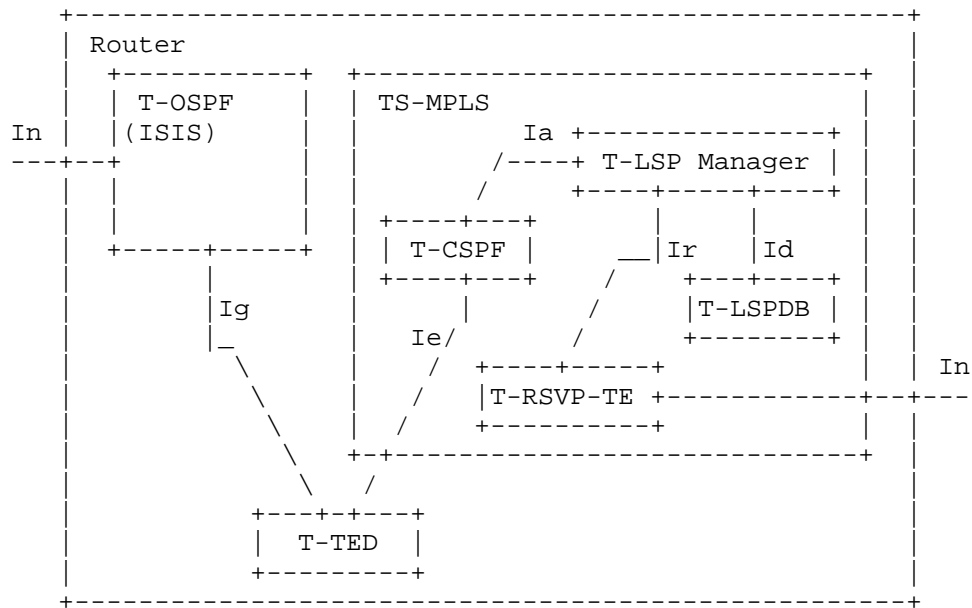 Router
T-OSPF TS-MPLS
In (ISIS) Ia
T-LSP Manager
T-CSPF Ir Id
Ig T-LSPDB
Ie
In
T-RSVP-TE
T-TED